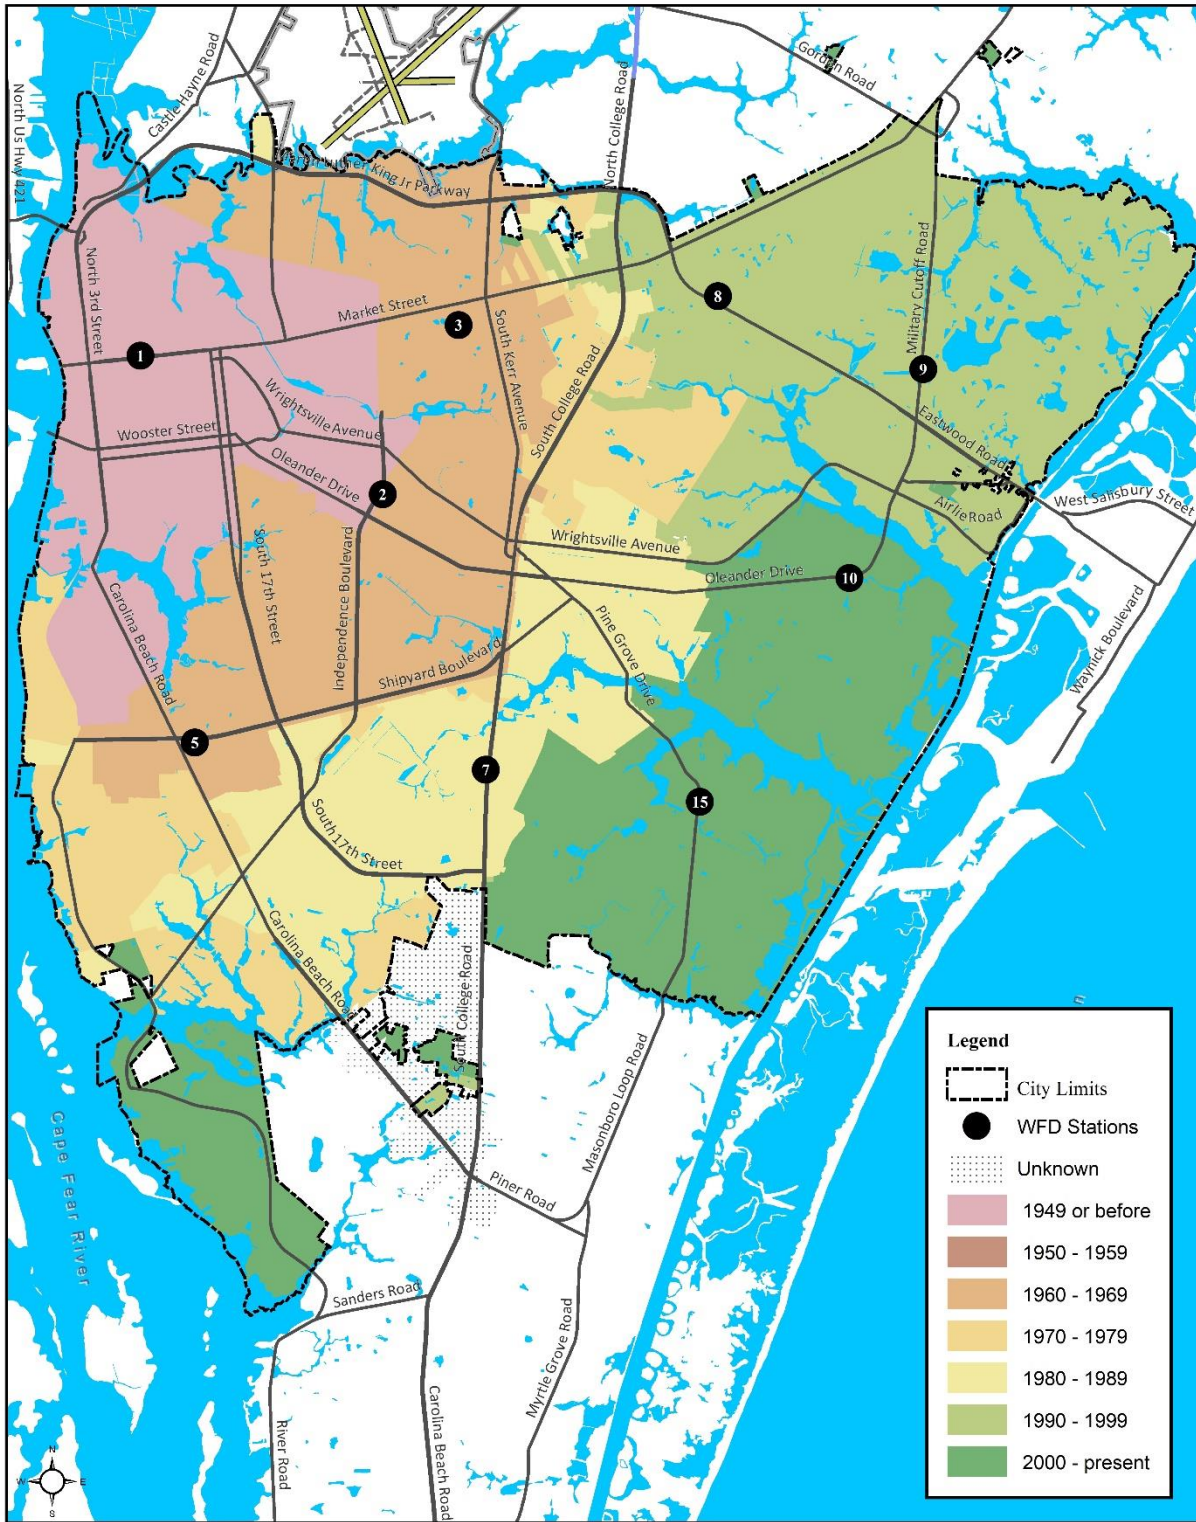 Gordon Road
Castle Hayne Road
North Us Hwy 421
North College Road
Martin Luther King Jr Parkway
Military Cutoff Road
North 3rd Street
8
Market Street
3
South Kerr Avenue
1
9
South College Road
Wrightsville Avenue
Eastwood Road
Wooster Street
Oleander Drive
2
West Salisbury Street
Airlie Road
South 17th Street
Wrightsville Avenue
Independence Boulevard
Oleander Drive
10
Carolina Beach Road
Pine Grove Drive
Waynick Boulevard
Shipyard Boulevard
5
7
15
South 17th Street
Carolina Beach Road
South College Road
Masonboro Loop Road
Cape Fear River
Piner Road
Sanders Road
Myrtle Grove Road
River Road
Carolina Beach Road
Legend
City Limits
WFD Stations
Unknown
1949 or before
1950 - 1959
1960 - 1969
1970 - 1979
1980 - 1989
1990 - 1999
2000 - present
N
W
E
S